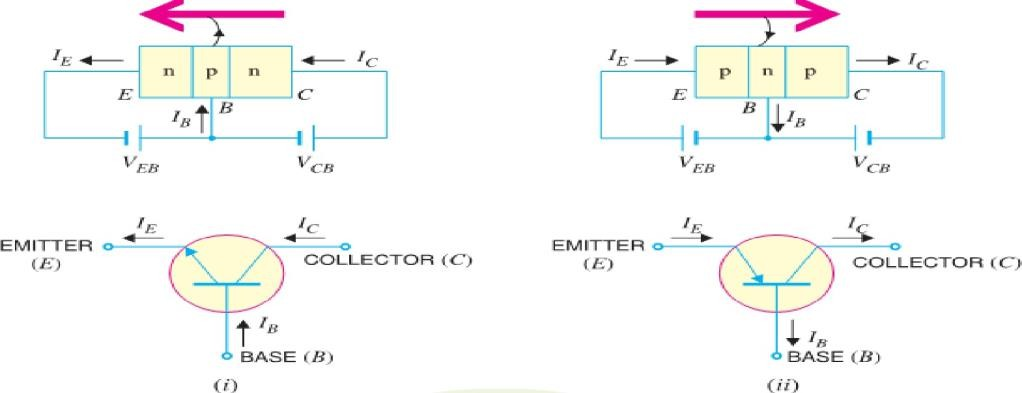 I_E I_C
n p n
E B C
I_B
V_EB V_CB
I_E I_C
EMITTER
(E)
COLLECTOR (C)
I_B
BASE (B)
(i)
I_E I_C
p n p
E B C
I_B
V_EB V_CB
I_E I_C
EMITTER
(E)
COLLECTOR (C)
I_B
BASE (B)
(ii)